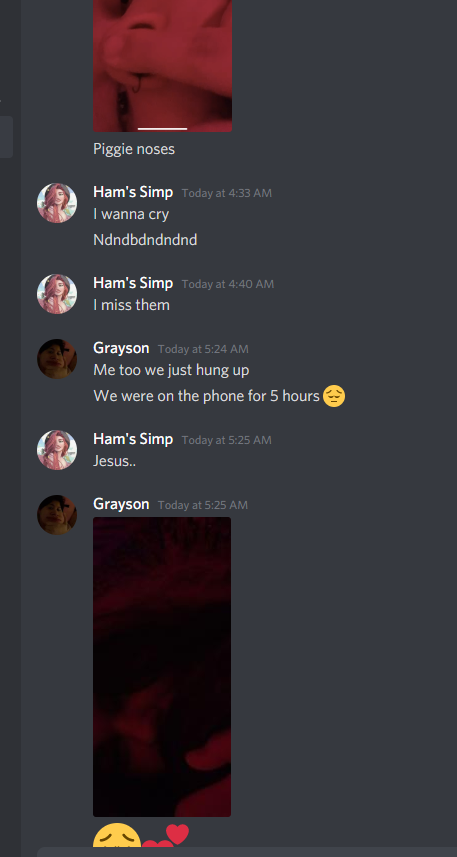 Piggie noses
Ham's Simp Today at 4:33 AM
I wanna cry
Ndndbdndndnd
Ham's Simp Today at 4:40 AM
I miss them
Grayson Today at 5:24 AM
Me too we just hung up
We were on the phone for 5 hours 😔
Ham's Simp Today at 5:25 AM
Jesus..
Grayson Today at 5:25 AM